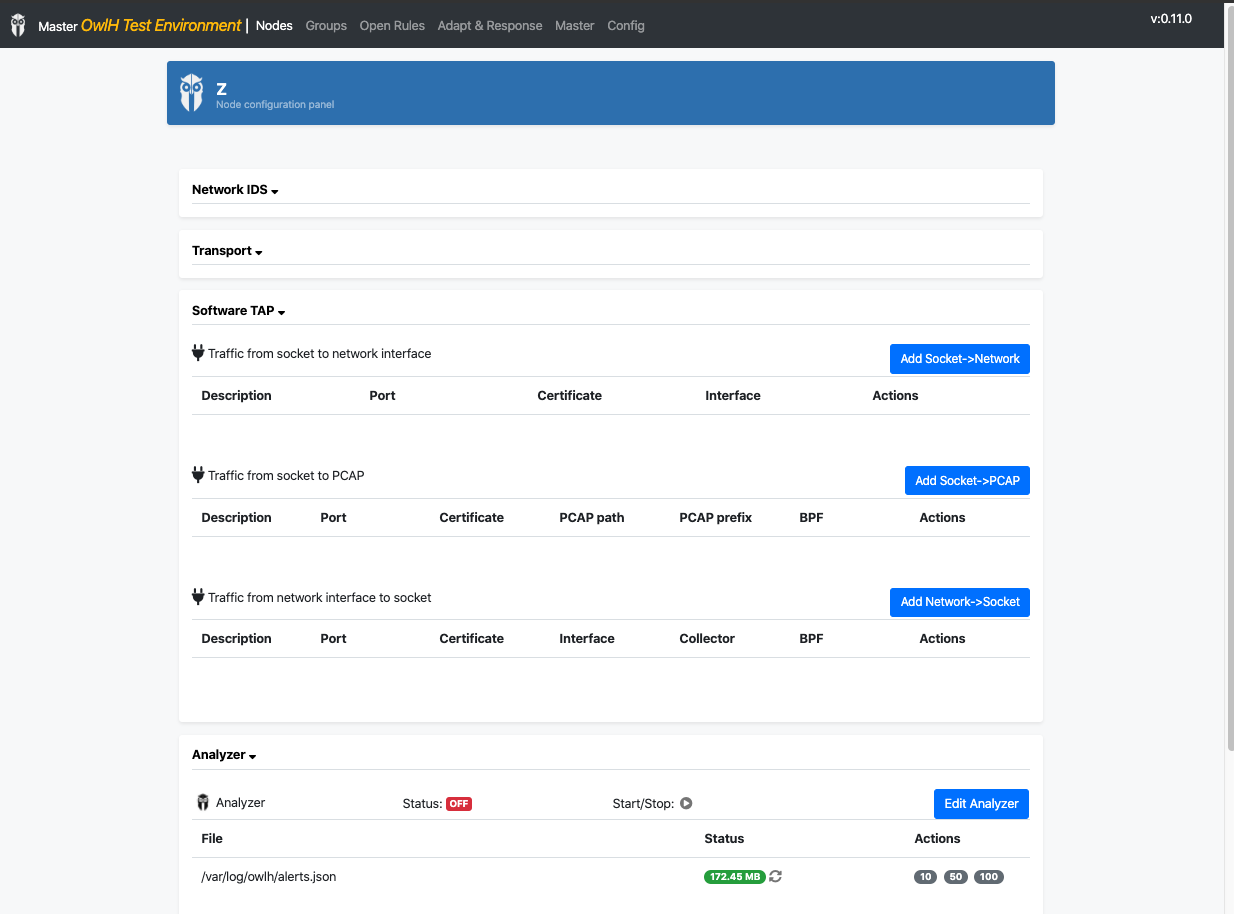 Master OwlH Test Environment | Nodes Groups Open Rules Adapt & Response Master Config v:0.11.0
Z
Node configuration panel
Network IDS
Transport
Software TAP
Traffic from socket to network interface Add Socket->Network
Description Port Certificate Interface Actions
Traffic from socket to PCAP Add Socket->PCAP
Description Port Certificate PCAP path PCAP prefix BPF Actions
Traffic from network interface to socket Add Network->Socket
Description Port Certificate Interface Collector BPF Actions
Analyzer
Analyzer Status: OFF Start/Stop: Edit Analyzer
File Status Actions
/var/log/owlh/alerts.json 172.45 MB 10 50 100